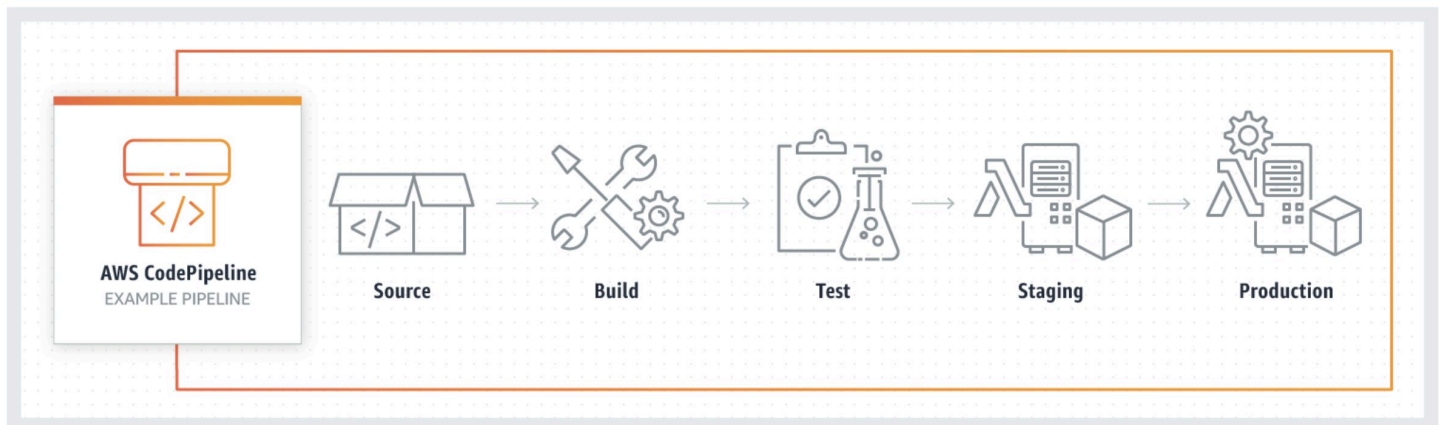 AWS CodePipeline
EXAMPLE PIPELINE
</>
</>
Source
Build
Test
Staging
Production